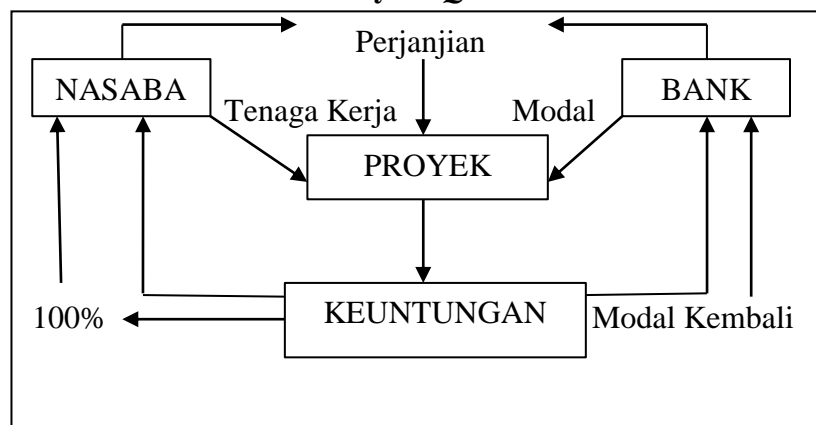 Perjanjian
NASABA
BANK
Tenaga Kerja
Modal
PROYEK
KEUNTUNGAN
100%
Modal Kembali